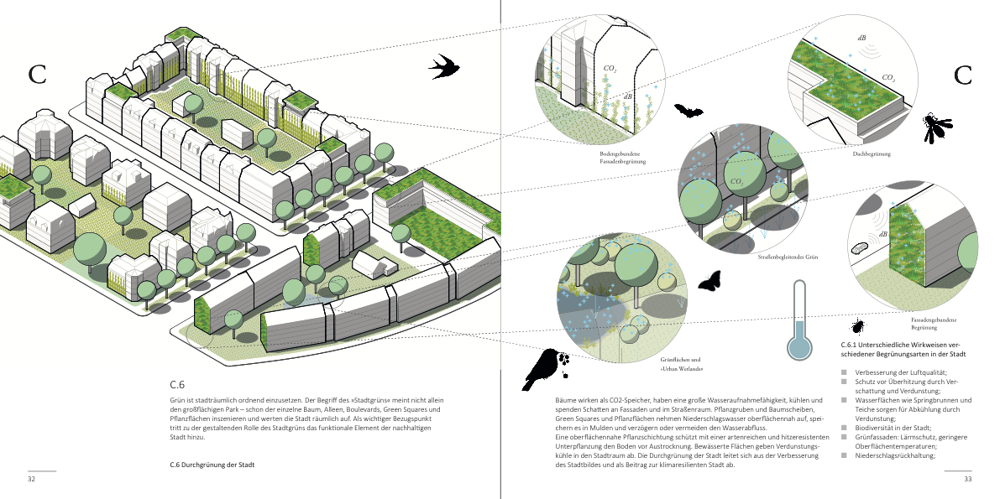 C
C.6
Grün ist stadträumlich ordnend einzusetzen. Der Begriff des »Stadtgrüns« meint nicht allein
den großflächigen Park – schon der einzelne Baum, Alleen, Boulevards, Green Squares und
Pflanzflächen inszenieren und werten die Stadt räumlich auf. Als wichtiger Bezugspunkt
tritt zu der gestaltenden Rolle des Stadtgrüns das funktionale Element der nachhaltigen
Stadt hinzu.
C.6 Durchgrünung der Stadt
32
C
CO2
dB
Bodengebundene
Fassadenbegrünung
dB
CO2
Dachbegrünung
CO2
Straßenbegleitendes Grün
dB
Fassadengebundene
Begrünung
Grünflächen und
»Urban Wetlands«
Bäume wirken als CO2-Speicher, haben eine große Wasseraufnahmefähigkeit, kühlen und
spenden Schatten an Fassaden und im Straßenraum. Pflanzgruben und Baumscheiben,
Green Squares und Pflanzflächen nehmen Niederschlagswasser oberflächennah auf, spei-
chern es in Mulden und verzögern oder vermeiden den Wasserabfluss.
Eine oberflächennahe Pflanzschichtung schützt mit einer artenreichen und hitzeresistenten
Unterpflanzung den Boden vor Austrocknung. Bewässerte Flächen geben Verdunstungs-
kühle in den Stadtraum ab. Die Durchgrünung der Stadt leitet sich aus der Verbesserung
des Stadtbildes und als Beitrag zur klimaresilienten Stadt ab.
C.6.1 Unterschiedliche Wirkweisen ver-
schiedener Begrünungsarten in der Stadt
Verbesserung der Luftqualität;
Schutz vor Überhitzung durch Ver-
schattung und Verdunstung;
Wasserflächen wie Springbrunnen und
Teiche sorgen für Abkühlung durch
Verdunstung;
Biodiversität in der Stadt;
Grünfassaden: Lärmschutz, geringere
Oberflächentemperaturen;
Niederschlagsrückhaltung;
33